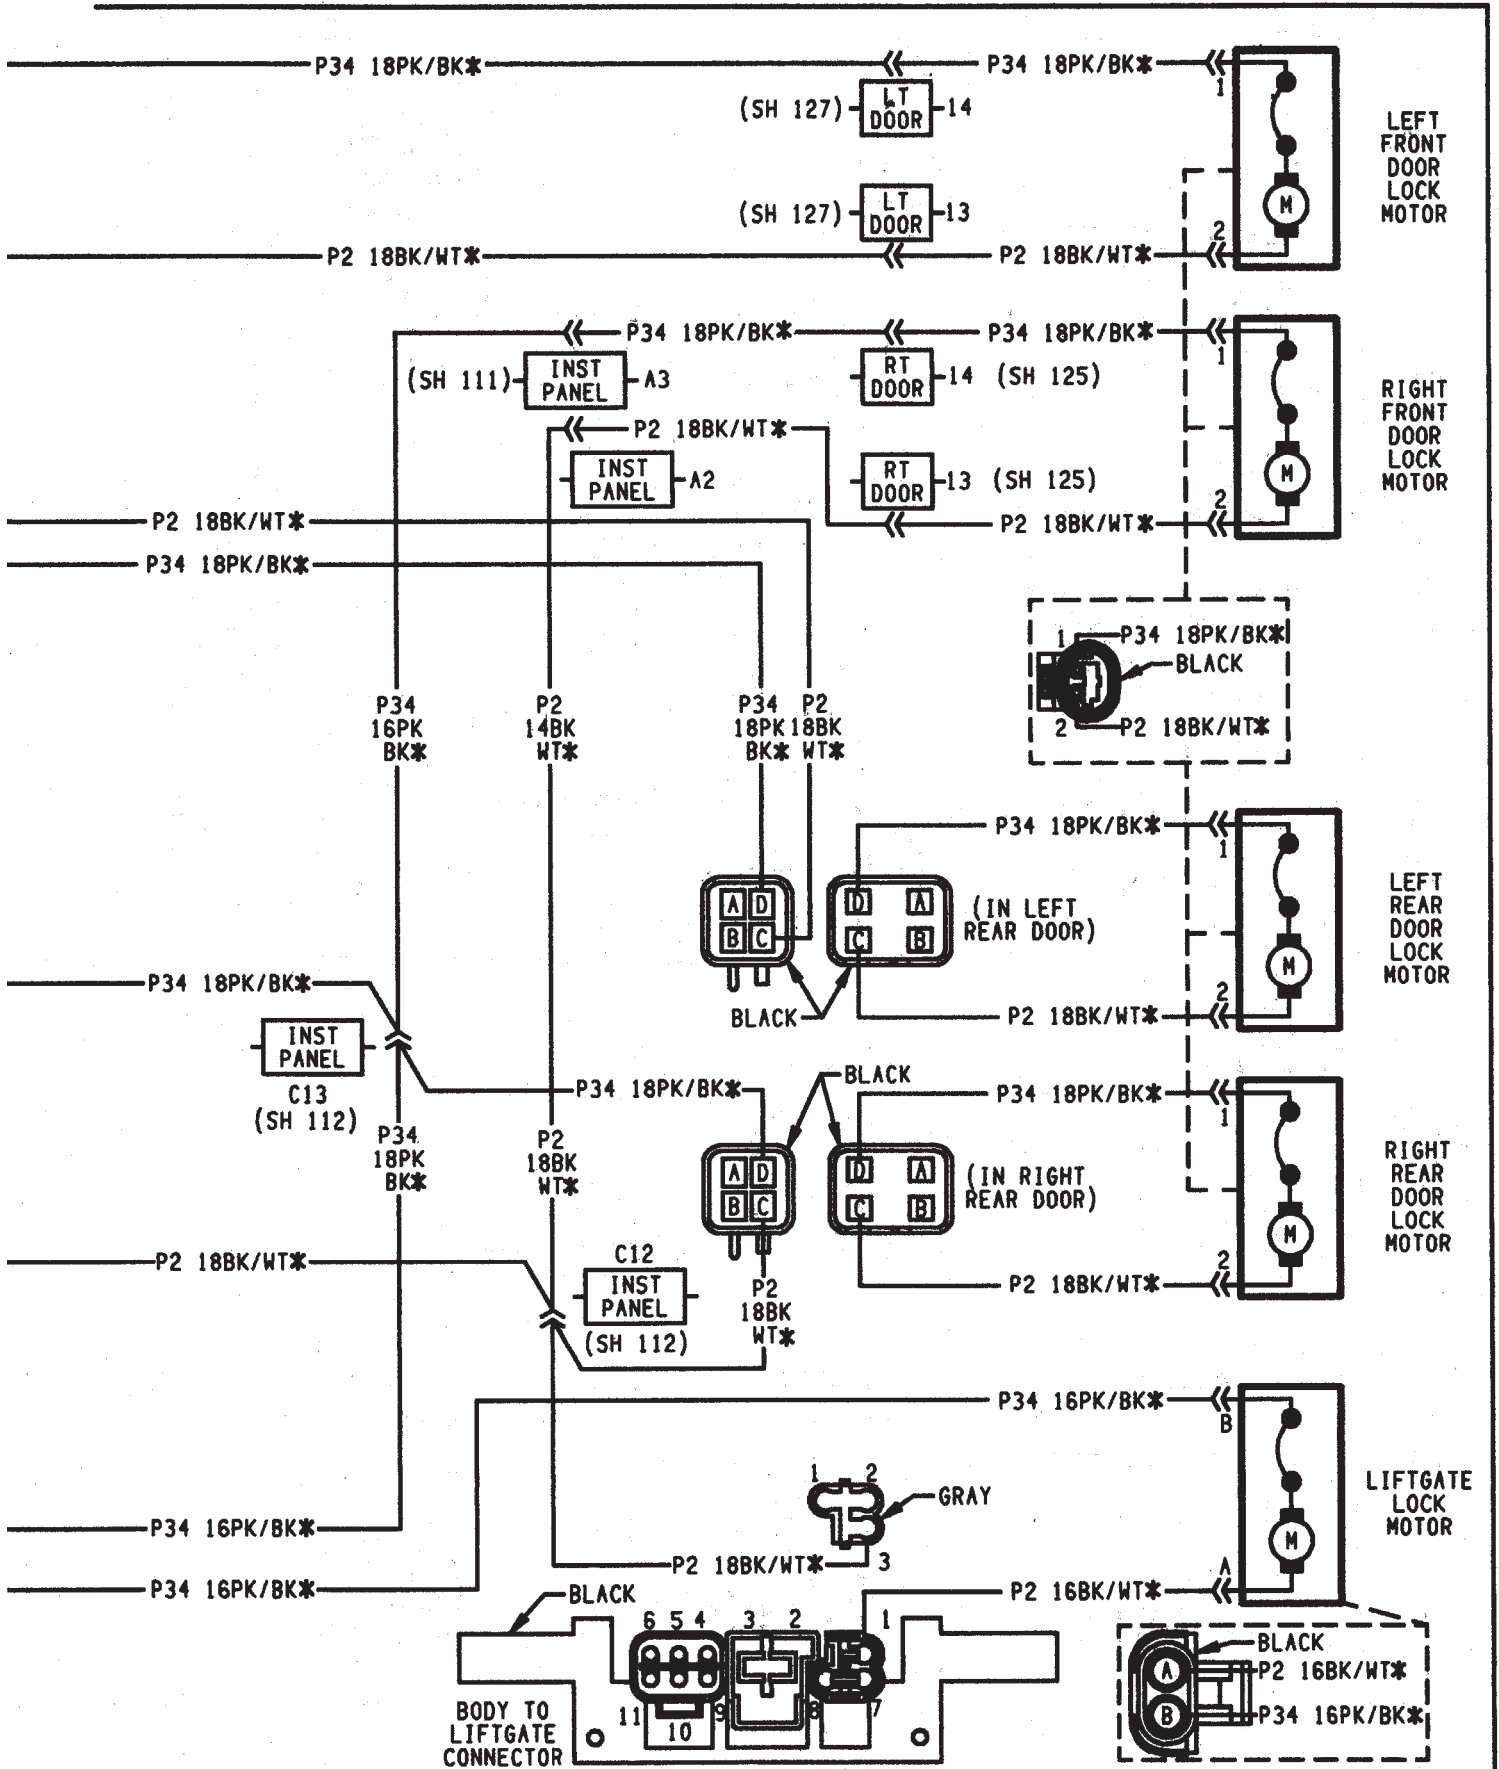 P34 18PK/BK* P34 18PK/BK* 1
(SH 127) LT DOOR 14
LEFT FRONT DOOR LOCK MOTOR
M
(SH 127) LT DOOR 13
P2 18BK/WT* P2 18BK/WT* 2
P34 18PK/BK* P34 18PK/BK* 1
(SH 111) INST PANEL A3
RT DOOR 14 (SH 125)
RIGHT FRONT DOOR LOCK MOTOR
P2 18BK/WT*
INST PANEL A2
RT DOOR 13 (SH 125)
M
P2 18BK/WT* P2 18BK/WT* 2
P34 18PK/BK*
1 P34 18PK/BK*
BLACK
2 P2 18BK/WT*
P34 16PK BK*
P2 14BK WT*
P34 18PK BK*
P2 18BK WT*
P34 18PK/BK* 1
A D
B C
D A
C B
(IN LEFT REAR DOOR)
LEFT REAR DOOR LOCK MOTOR
M
P34 18PK/BK*
BLACK
P2 18BK/WT* 2
INST PANEL
C13
(SH 112)
P34 18PK/BK*
BLACK
P34 18PK/BK* 1
P34 18PK BK*
P2 18BK WT*
A D
B C
D A
C B
(IN RIGHT REAR DOOR)
RIGHT REAR DOOR LOCK MOTOR
M
P2 18BK/WT*
C12
INST PANEL
(SH 112)
P2 18BK WT*
P2 18BK/WT* 2
P34 16PK/BK* B
1 2
GRAY
3
LIFTGATE LOCK MOTOR
M
P34 16PK/BK*
P2 18BK/WT*
P34 16PK/BK*
P2 16BK/WT* A
BLACK
6 5 4 3 2 1
11 10 9 8 7
BODY TO LIFTGATE CONNECTOR
BLACK
A P2 16BK/WT*
B P34 16PK/BK*